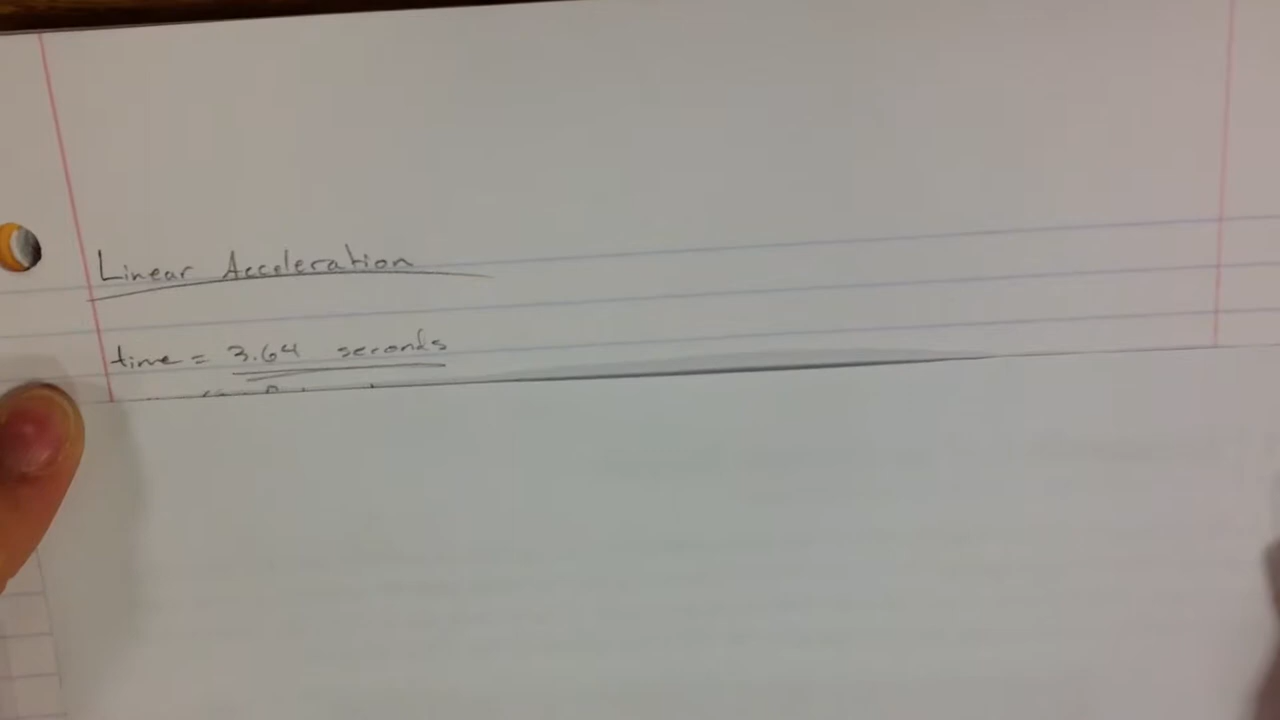 Linear Acceleration
time = 3.64 seconds